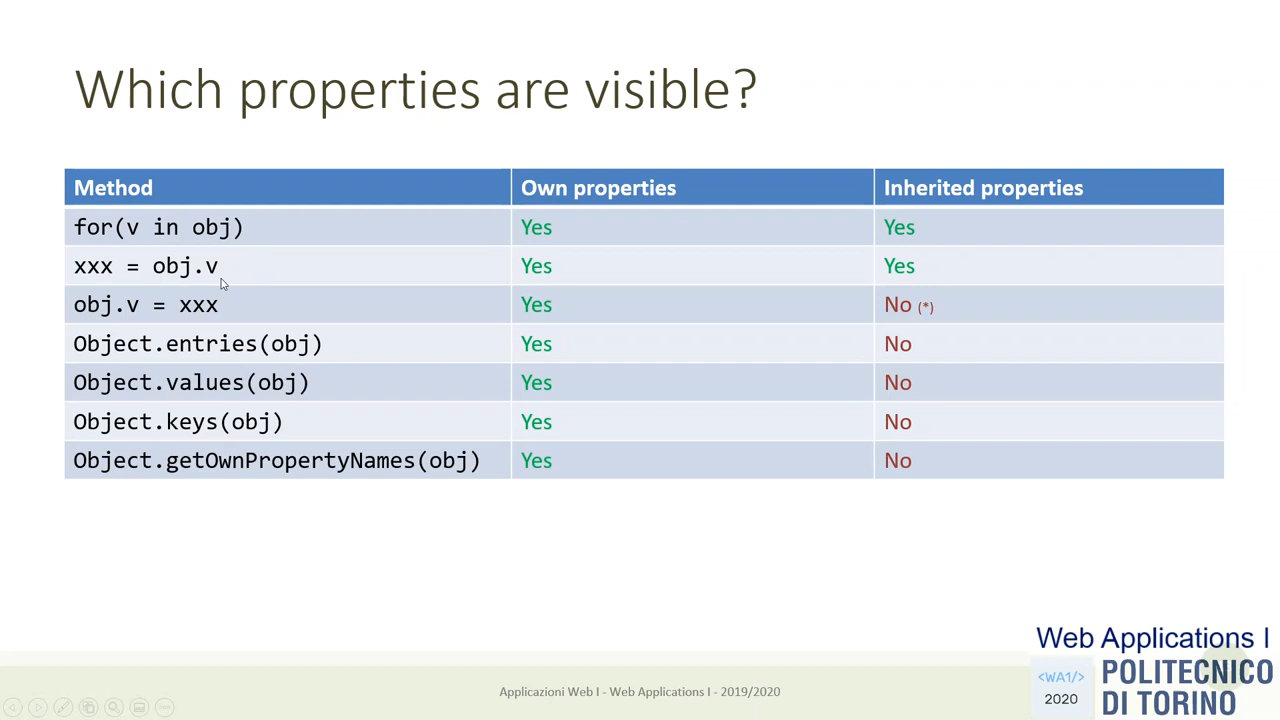 Which properties are visible?
Method Own properties Inherited properties
for(v in obj) Yes Yes
xxx = obj.v Yes Yes
obj.v = xxx Yes No (*)
Object.entries(obj) Yes No
Object.values(obj) Yes No
Object.keys(obj) Yes No
Object.getOwnPropertyNames(obj) Yes No
Web Applications I
Applicazioni Web I - Web Applications I - 2019/2020
<WA1/>
2020
POLITECNICO
DI TORINO